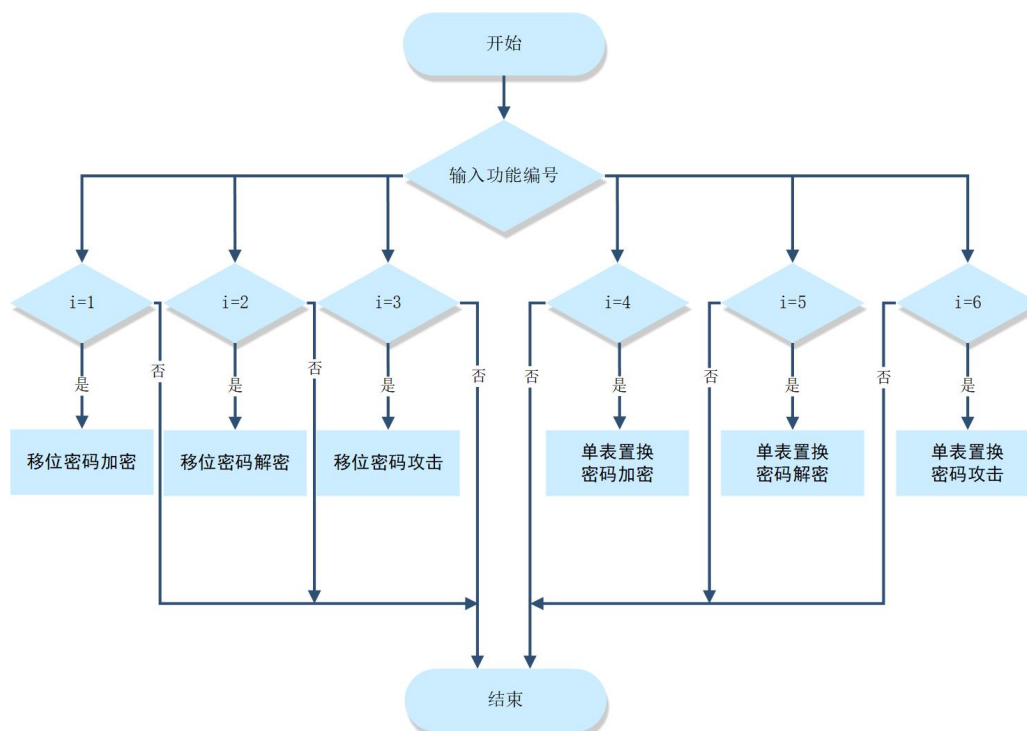 开始
输入功能编号
i=1
i=2
i=3
i=4
i=5
i=6
是
否
是
否
是
否
否
是
否
是
否
是
移位密码加密
移位密码解密
移位密码攻击
单表置换
密码加密
单表置换
密码解密
单表置换
密码攻击
结束